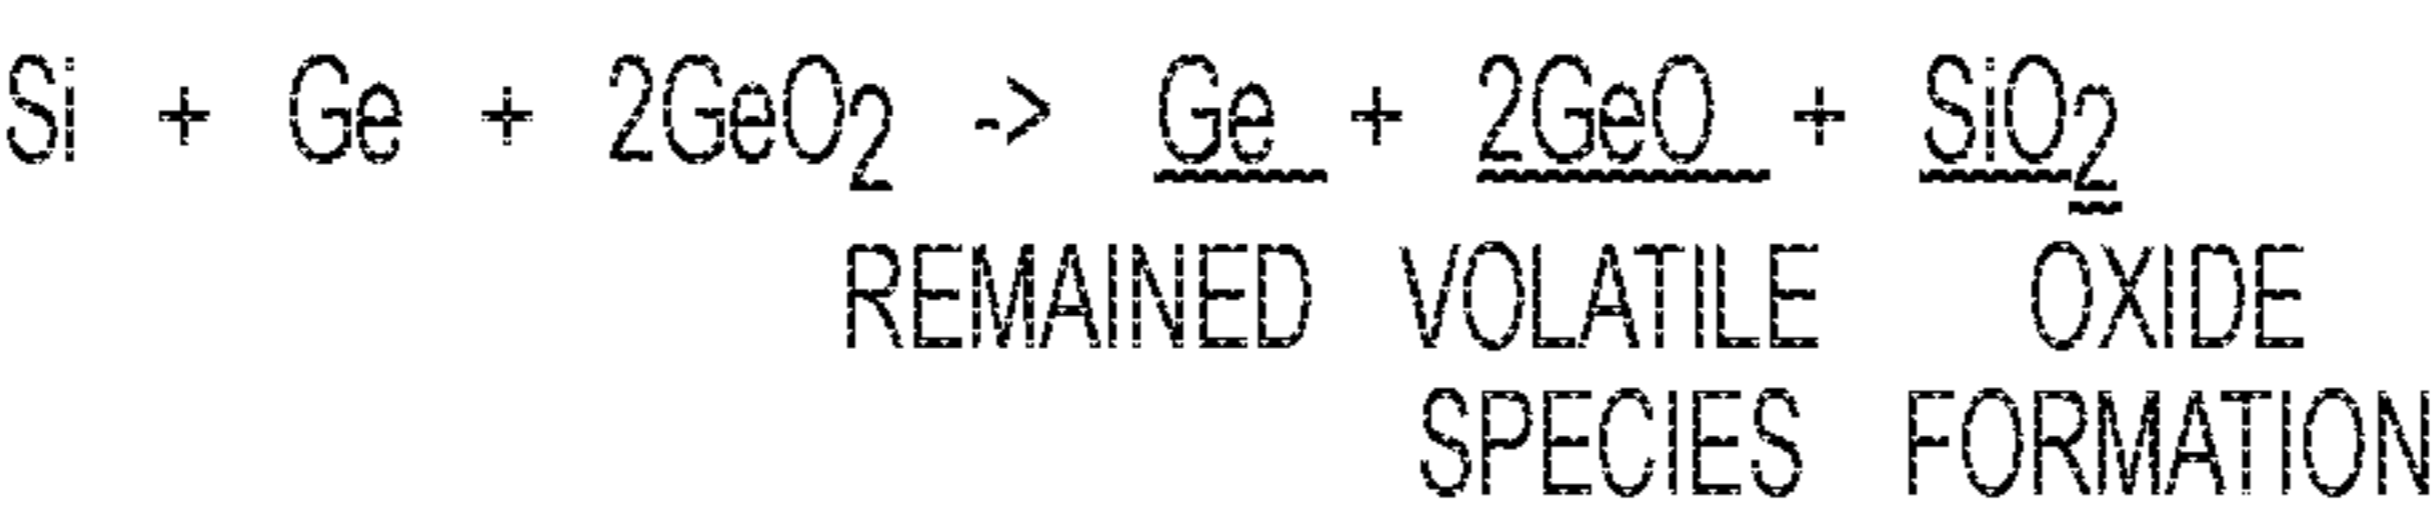 Si + Ge + 2GeO2 -> Ge + 2GeO + SiO2
REMAINED VOLATILE OXIDE
SPECIES FORMATION